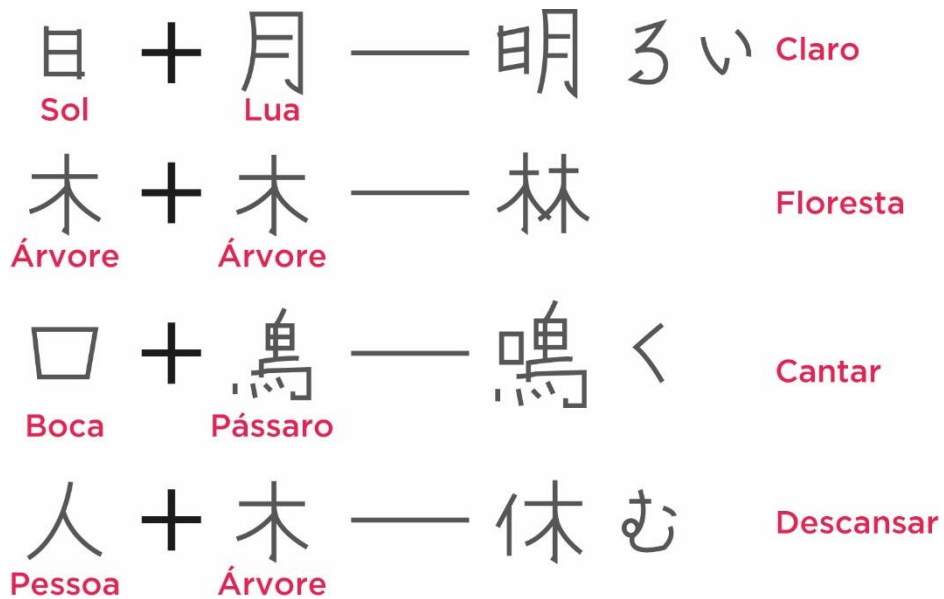 日 + 月 — 明 るい Claro
Sol Lua
木 + 木 — 林 Floresta
Árvore Árvore
口 + 鳥 — 鳴 く Cantar
Boca Pássaro
人 + 木 — 休 む Descansar
Pessoa Árvore